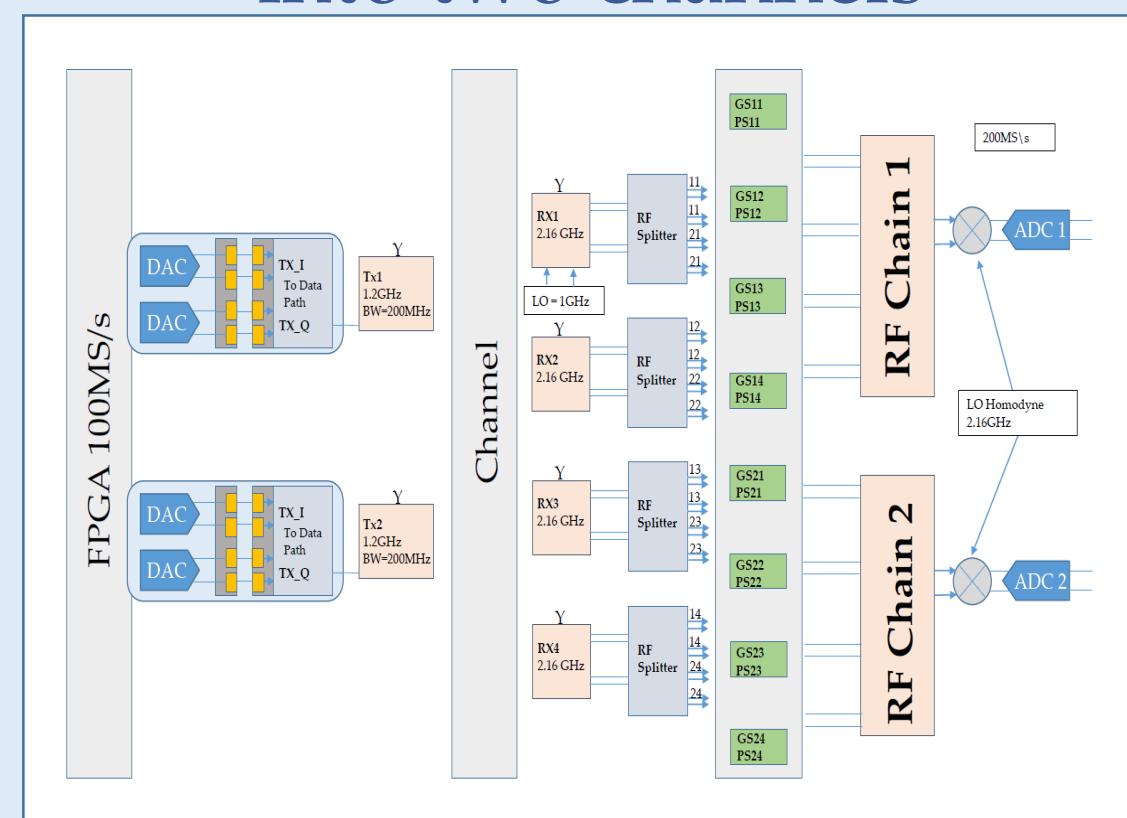 into two channels
FPGA 100MS/s
DAC
DAC
TX_I
To Data
Path
TX_Q
Y
Tx1
1.2GHz
BW=200MHz
DAC
DAC
TX_I
To Data
Path
TX_Q
Y
Tx2
1.2GHz
BW=200MHz
Channel
Y
RX1
2.16 GHz
LO = 1GHz
RF
Splitter
11
11
21
21
Y
RX2
2.16 GHz
RF
Splitter
12
12
22
22
Y
RX3
2.16 GHz
RF
Splitter
13
13
23
23
Y
RX4
2.16 GHz
RF
Splitter
14
14
24
24
GS11
PS11
GS12
PS12
GS13
PS13
GS14
PS14
GS21
PS21
GS22
PS22
GS23
PS23
GS24
PS24
RF Chain 1
RF Chain 2
200MS\s
ADC 1
LO Homodyne
2.16GHz
ADC 2